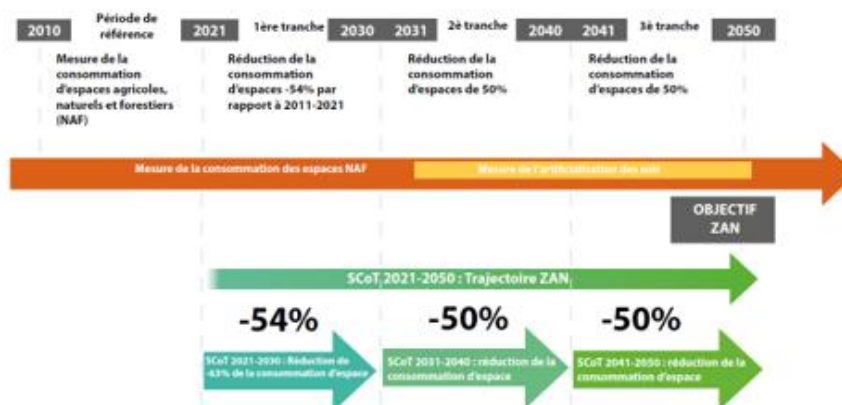 2010
Période de
référence
2021
1ère tranche
2030
2031
2è tranche
2040
2041
3è tranche
2050
Mesure de la
consommation
d'espaces agricoles,
naturels et forestiers
(NAF)
Réduction de la
consommation
d'espaces -54% par
rapport à 2011-2021
Réduction de la
consommation
d'espaces de 50%
Réduction de la
consommation
d'espaces de 50%
Mesure de la consommation des espaces NAF
Mesure de l'artificialisation des sols
OBJECTIF
ZAN
SCoT 2021-2050 : Trajectoire ZAN
-54%
-50%
-50%
SCoT 2021-2030 : Réduction de
-63% de la consommation d'espace
SCoT 2031-2040 : réduction de la
consommation d'espace
SCoT 2041-2050 : réduction de la
consommation d'espace